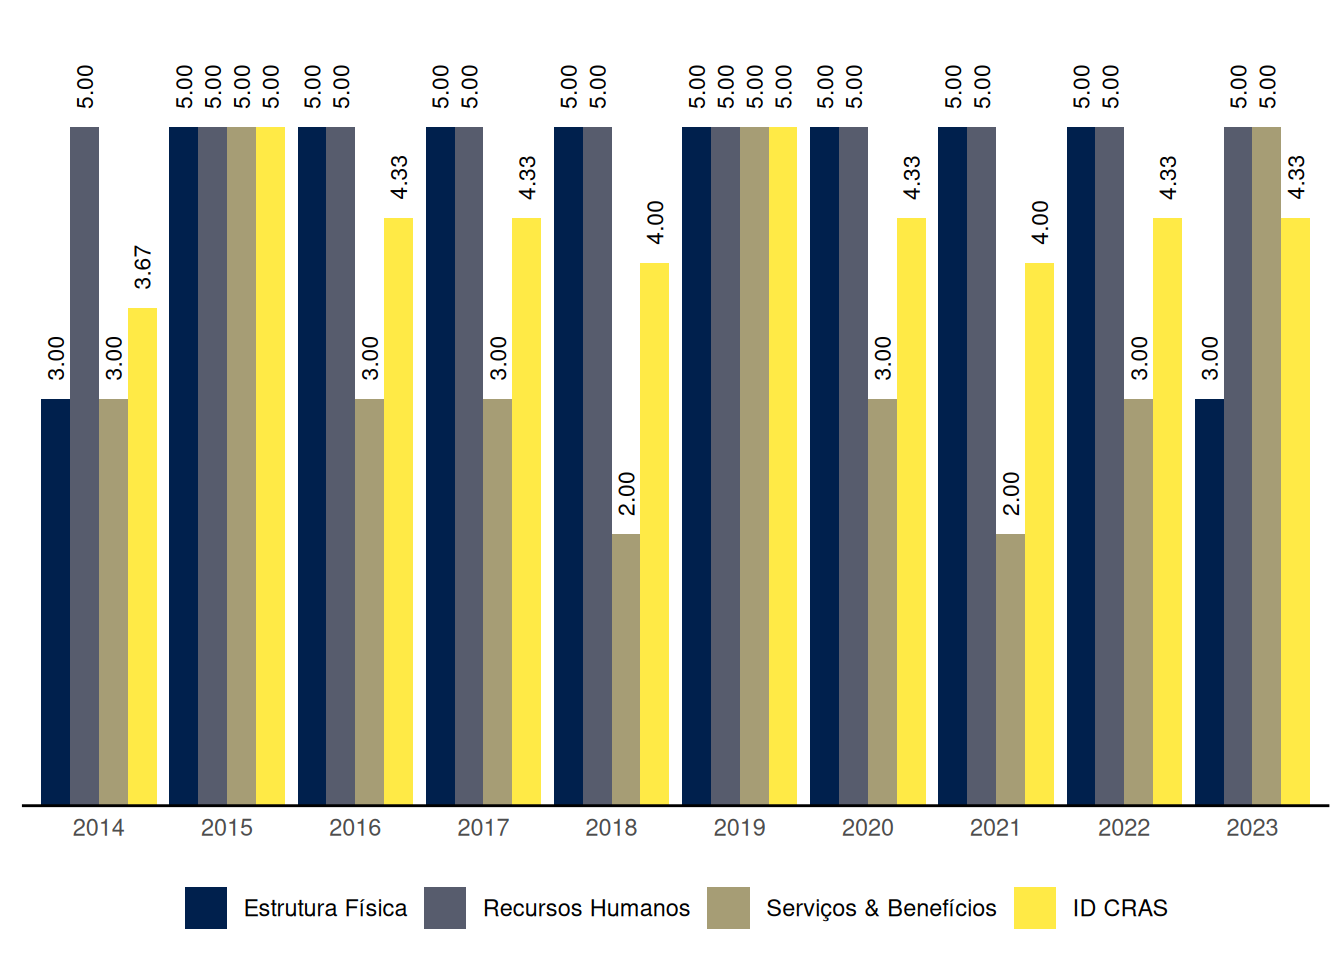 5.00 5.00 5.00 5.00 5.00 5.00 5.00 5.00 5.00 5.00 5.00 5.00 5.00 5.00 5.00 5.00 5.00 5.00 5.00 5.00 5.00 5.00 5.00
4.33 4.33 4.33 4.33 4.33
4.00 4.00
3.67
3.00 3.00 3.00 3.00 3.00 3.00 3.00
2.00 2.00
2014 2015 2016 2017 2018 2019 2020 2021 2022 2023
Estrutura Física Recursos Humanos Serviços & Benefícios ID CRAS